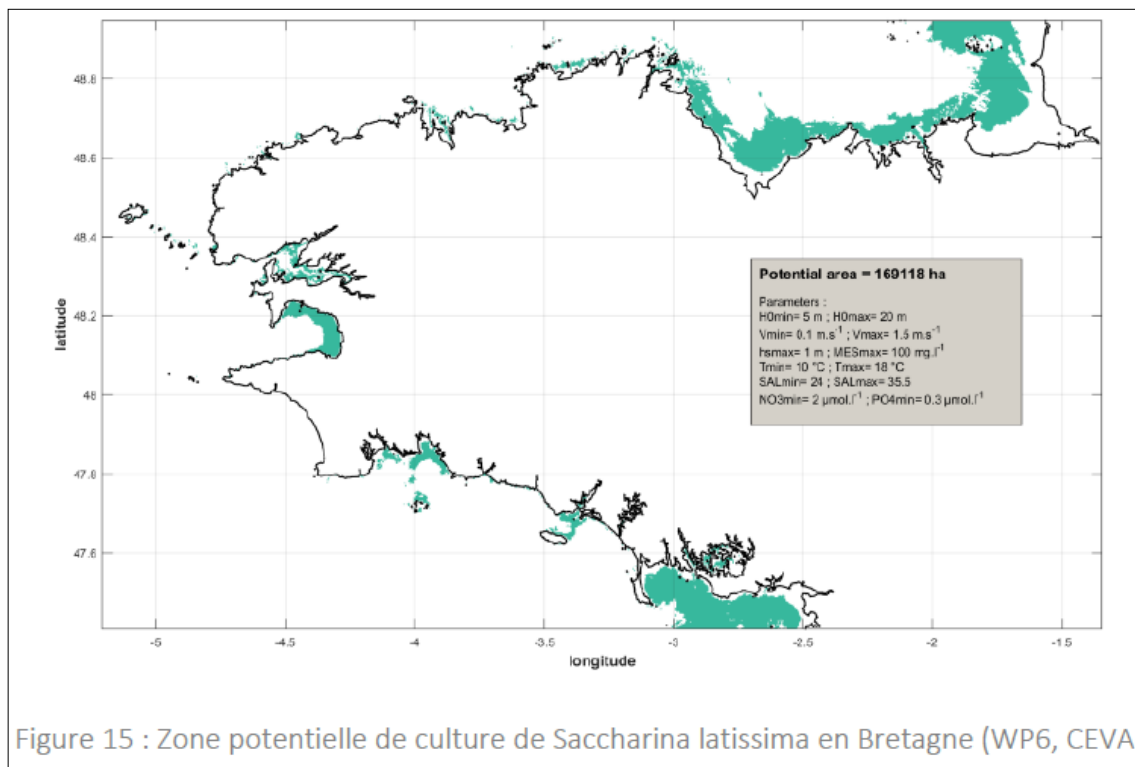 48.8
48.6
48.4
48.2
48
47.8
47.6
latitude
-5
-4.5
-4
-3.5
-3
-2.5
-2
-1.5
longitude
Potential area = 169118 ha
Parameters :
H0min= 5 m ; H0max= 20 m
Vmin= 0.1 m.s⁻¹ ; Vmax= 1.5 m.s⁻¹
hsmax= 1 m ; MESmax= 100 mg.l⁻¹
Tmin= 10 °C ; Tmax= 18 °C
SALmin= 24 ; SALmax= 35.5
NO3min= 2 µmol.l⁻¹ ; PO4min= 0.3 µmol.l⁻¹
Figure 15 : Zone potentielle de culture de Saccharina latissima en Bretagne (WP6, CEVA